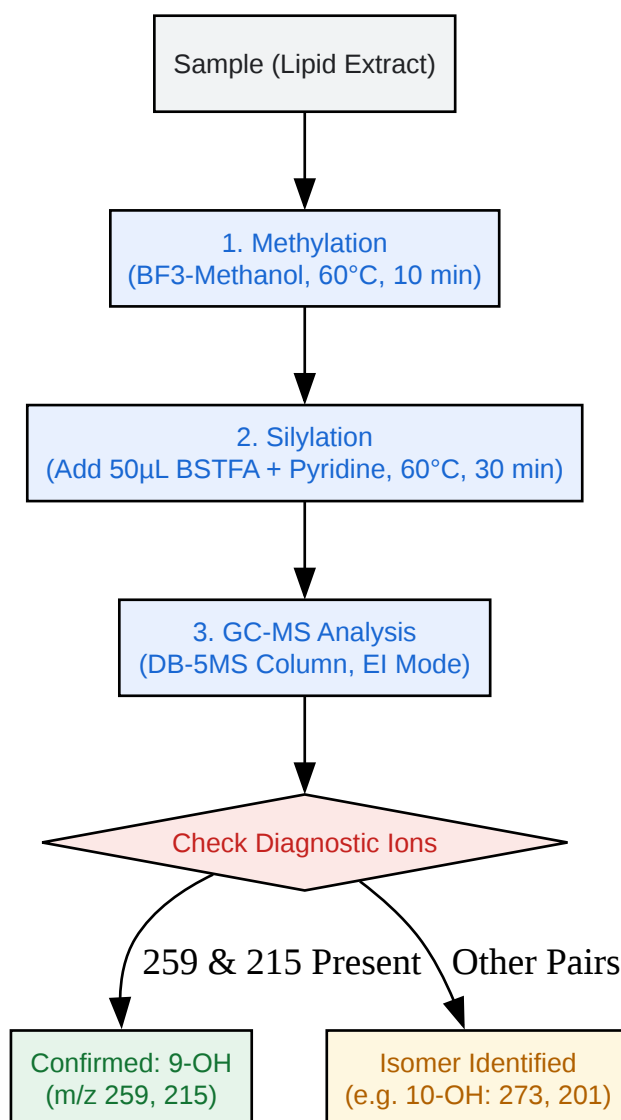 Sample (Lipid Extract)
1. Methylation
(BF3-Methanol, 60°C, 10 min)
2. Silylation
(Add 50µL BSTFA + Pyridine, 60°C, 30 min)
3. GC-MS Analysis
(DB-5MS Column, EI Mode)
Check Diagnostic Ions
259 & 215 Present
Other Pairs
Confirmed: 9-OH
(m/z 259, 215)
Isomer Identified
(e.g. 10-OH: 273, 201)